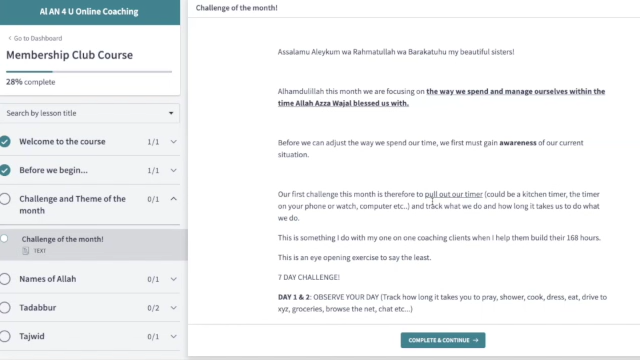 Al AN 4 U Online Coaching
< Go to Dashboard
Membership Club Course
28% complete
Search by lesson title
Welcome to the course 1/1
Before we begin... 1/1
Challenge and Theme of the 0/1
month
Challenge of the month!
TEXT
Names of Allah 0/1
Tadabbur 0/2
Tajwid 0/1
Challenge of the month!
Assalamu Aleykum wa Rahmatullah wa Barakatuhu my beautiful sisters!
Alhamdulillah this month we are focusing on the way we spend and manage ourselves within the
time Allah Azza Wajal blessed us with.
Before we can adjust the way we spend our time, we first must gain awareness of our current
situation.
Our first challenge this month is therefore to pull out our timer (could be a kitchen timer, the timer
on your phone or watch, computer etc..) and track what we do and how long it takes us to do what
we do.
This is something I do with my one on one coaching clients when I help them build their 168 hours.
This is an eye opening exercise to say the least.
7 DAY CHALLENGE!
DAY 1 & 2: OBSERVE YOUR DAY (Track how long it takes you to pray, shower, cook, dress, eat, drive to
xyz, groceries, browse the net, chat etc...)
COMPLETE & CONTINUE →